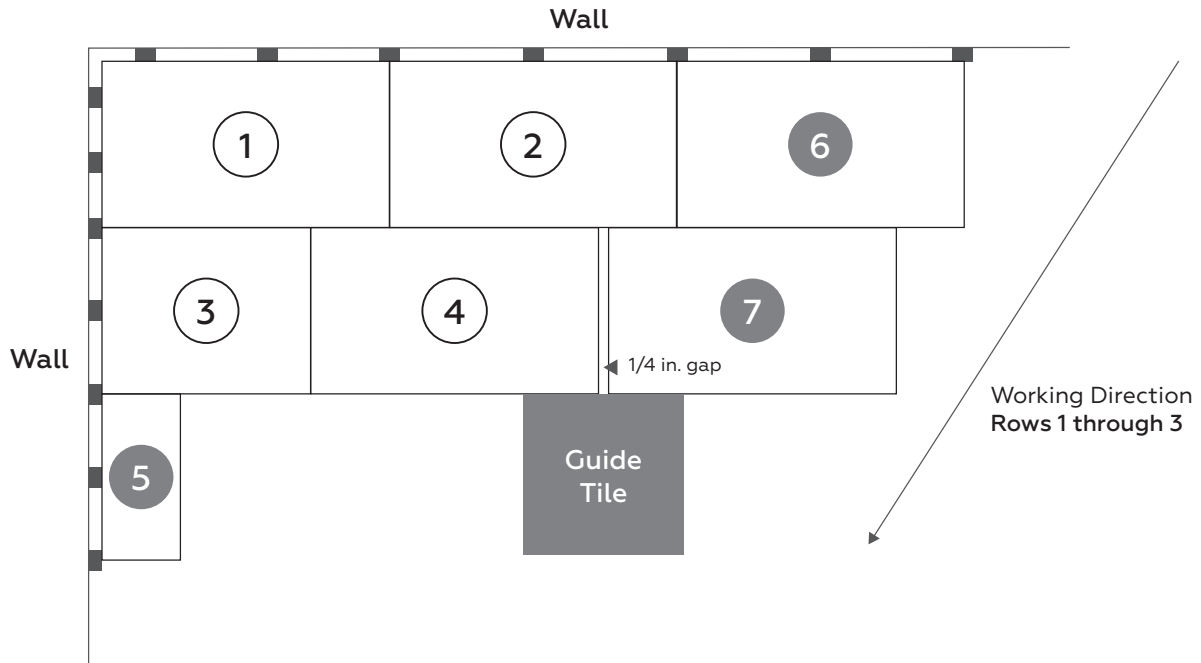 Wall
1
2
6
3
4
7
1/4 in. gap
Wall
Working Direction
Rows 1 through 3
5
Guide
Tile